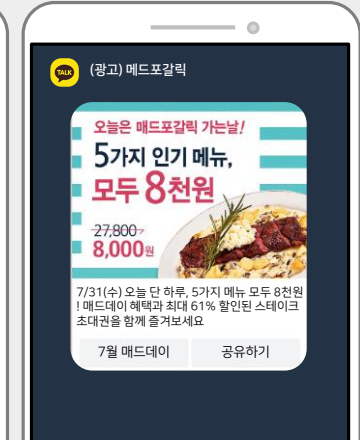 TALK
(광고) 메드포갈릭
오늘은 매드포갈릭 가는날!
5가지 인기 메뉴,
모두 8천원
27,800
8,000원
7/31(수) 오늘 단 하루, 5가지 메뉴 모두 8천원
! 매드데이 혜택과 최대 61% 할인된 스테이크
초대권을 함께 즐겨보세요
7월 매드데이
공유하기